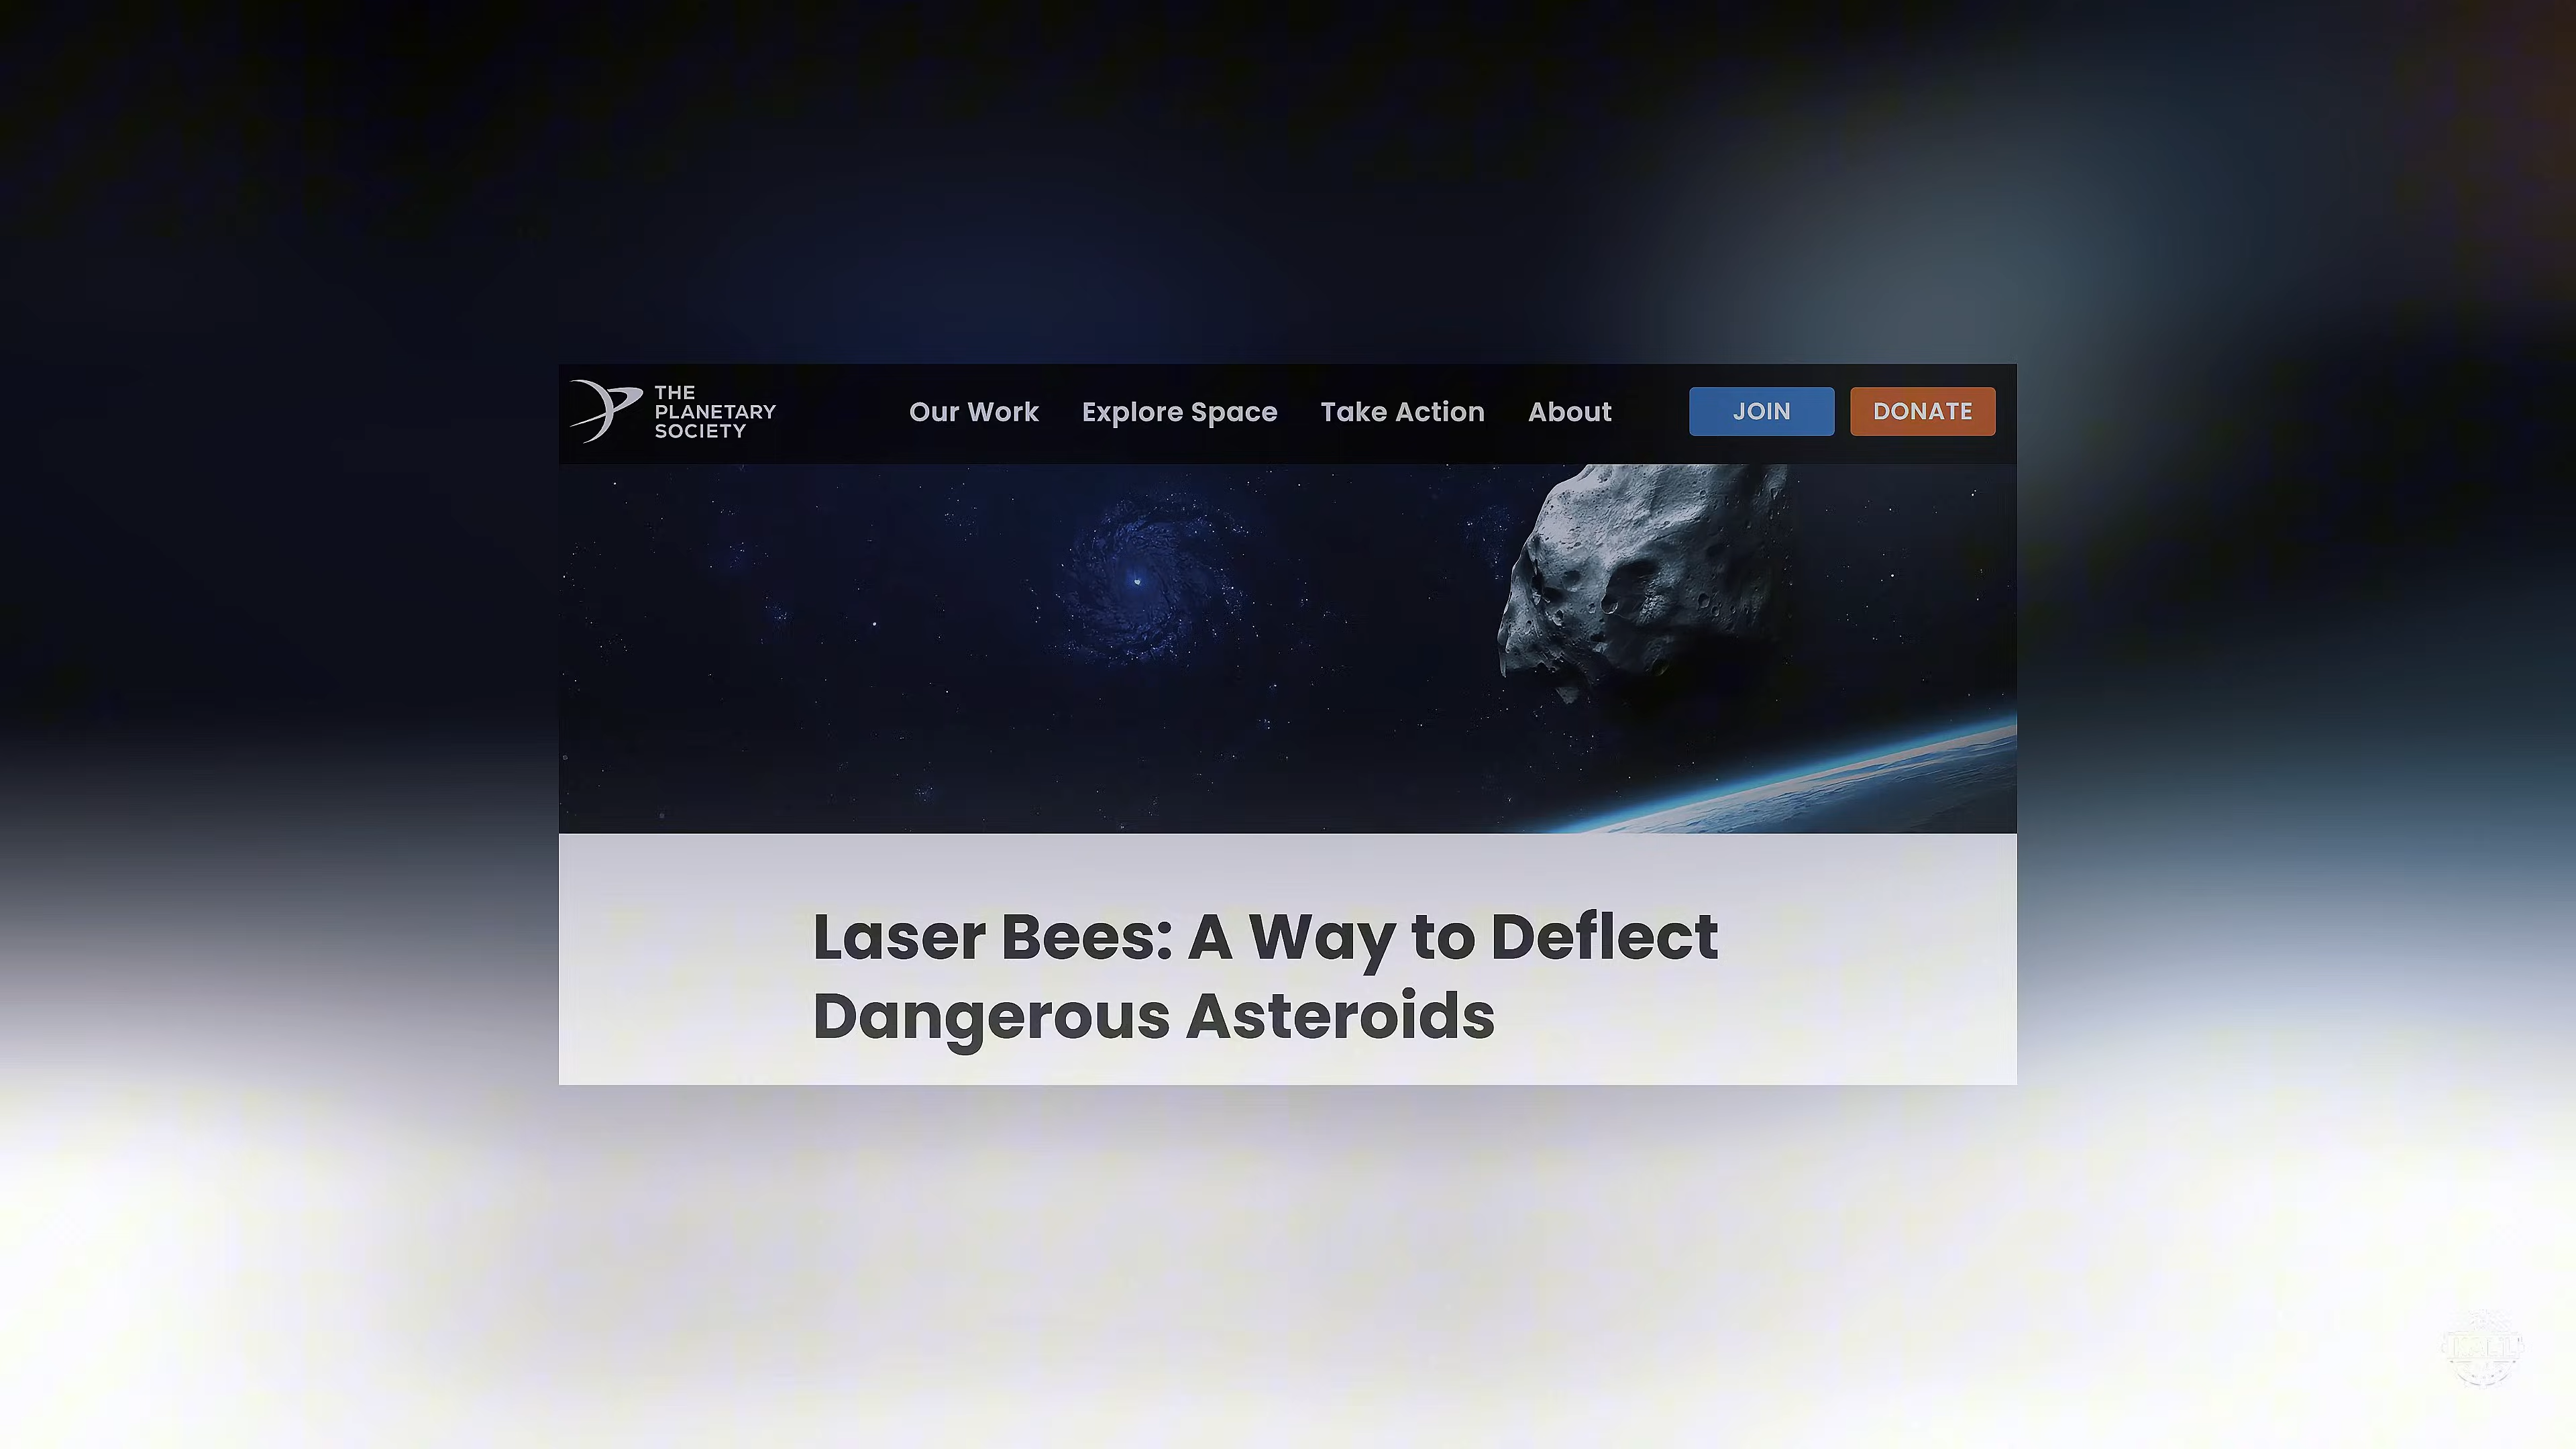 THE
PLANETARY
SOCIETY
Our Work
Explore Space
Take Action
About
JOIN
DONATE
Laser Bees: A Way to Deflect
Dangerous Asteroids